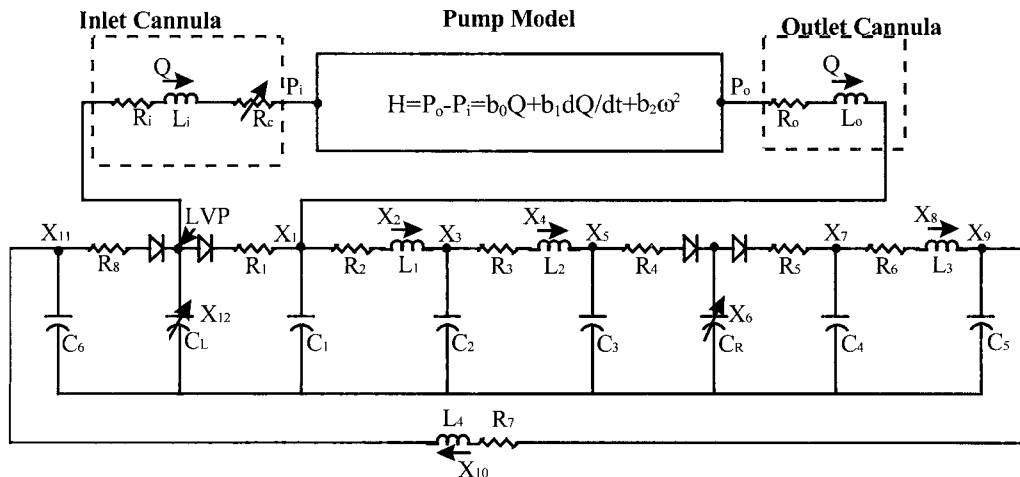 Inlet Cannula
Pump Model
Outlet Cannula
Q
Pi
Po
Q
H=Po-Pi=b0Q+b1dQ/dt+b2ω²
Ri
Li
Rc
Ro
Lo
LVP
X11
X1
X2
X3
X4
X5
X7
X8
X9
R8
R1
R2
L1
R3
L2
R4
R5
R6
L3
X12
X6
C6
CL
C1
C2
C3
CR
C4
C5
L4
R7
X10